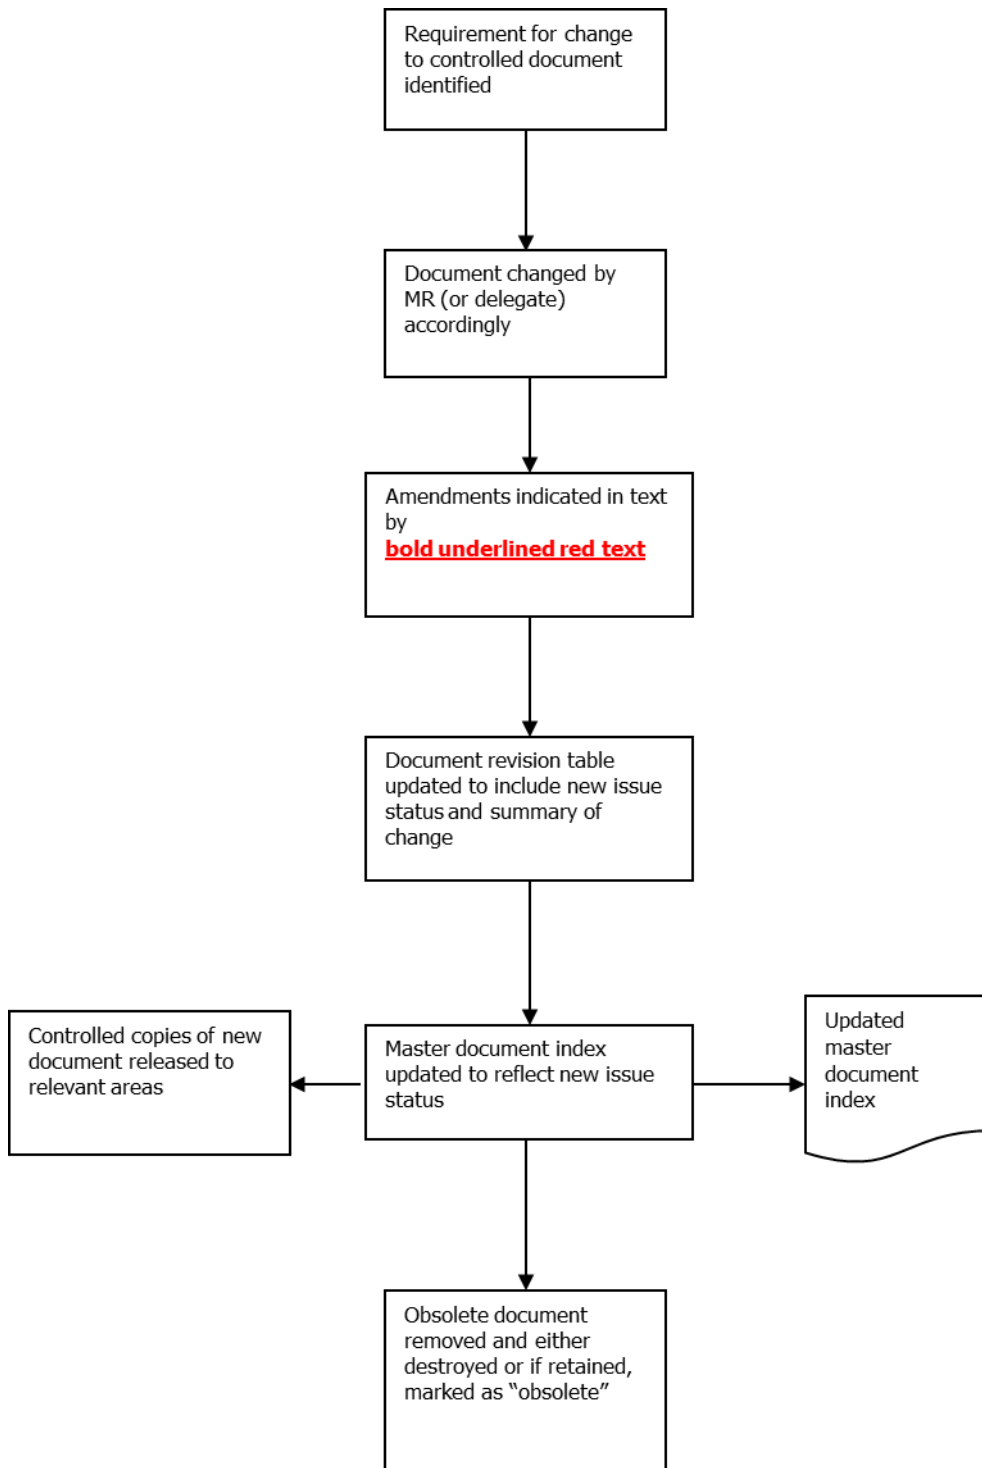 Requirement for change
to controlled document
identified
Document changed by
MR (or delegate)
accordingly
Amendments indicated in text
by
bold underlined red text
Document revision table
updated to include new issue
status and summary of
change
Controlled copies of new
document released to
relevant areas
Master document index
updated to reflect new issue
status
Updated
master
document
index
Obsolete document
removed and either
destroyed or if retained,
marked as “obsolete”